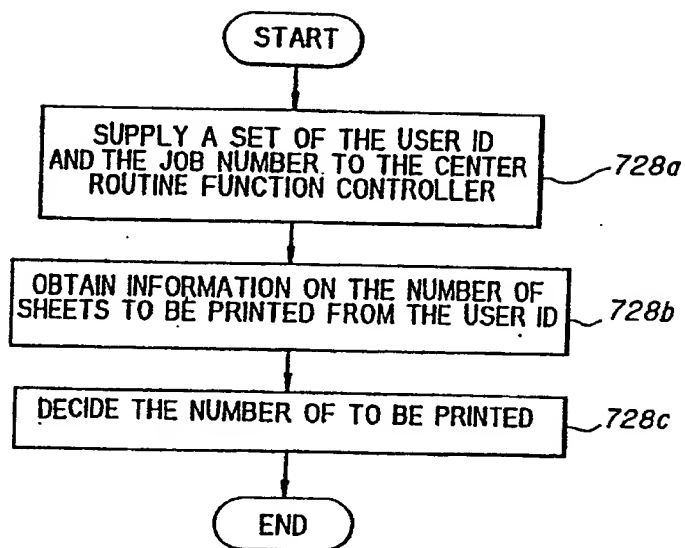 START
SUPPLY A SET OF THE USER ID
AND THE JOB NUMBER TO THE CENTER
ROUTINE FUNCTION CONTROLLER
728a
OBTAIN INFORMATION ON THE NUMBER OF
SHEETS TO BE PRINTED FROM THE USER ID
728b
DECIDE THE NUMBER OF TO BE PRINTED
728c
END